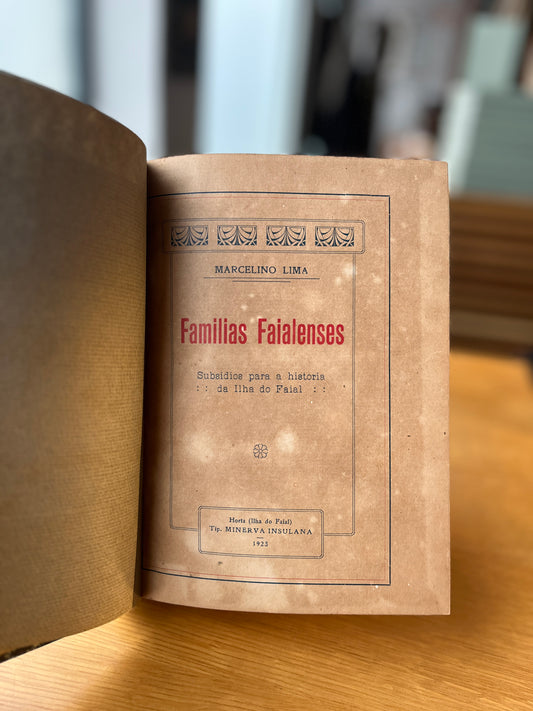 MARCELINO LIMA
Familias Faialenses
Subsidios para a historia
: : da Ilha do Faial : :
Horta (Ilha do Faial)
Tip. MINERVA INSULANA
1923